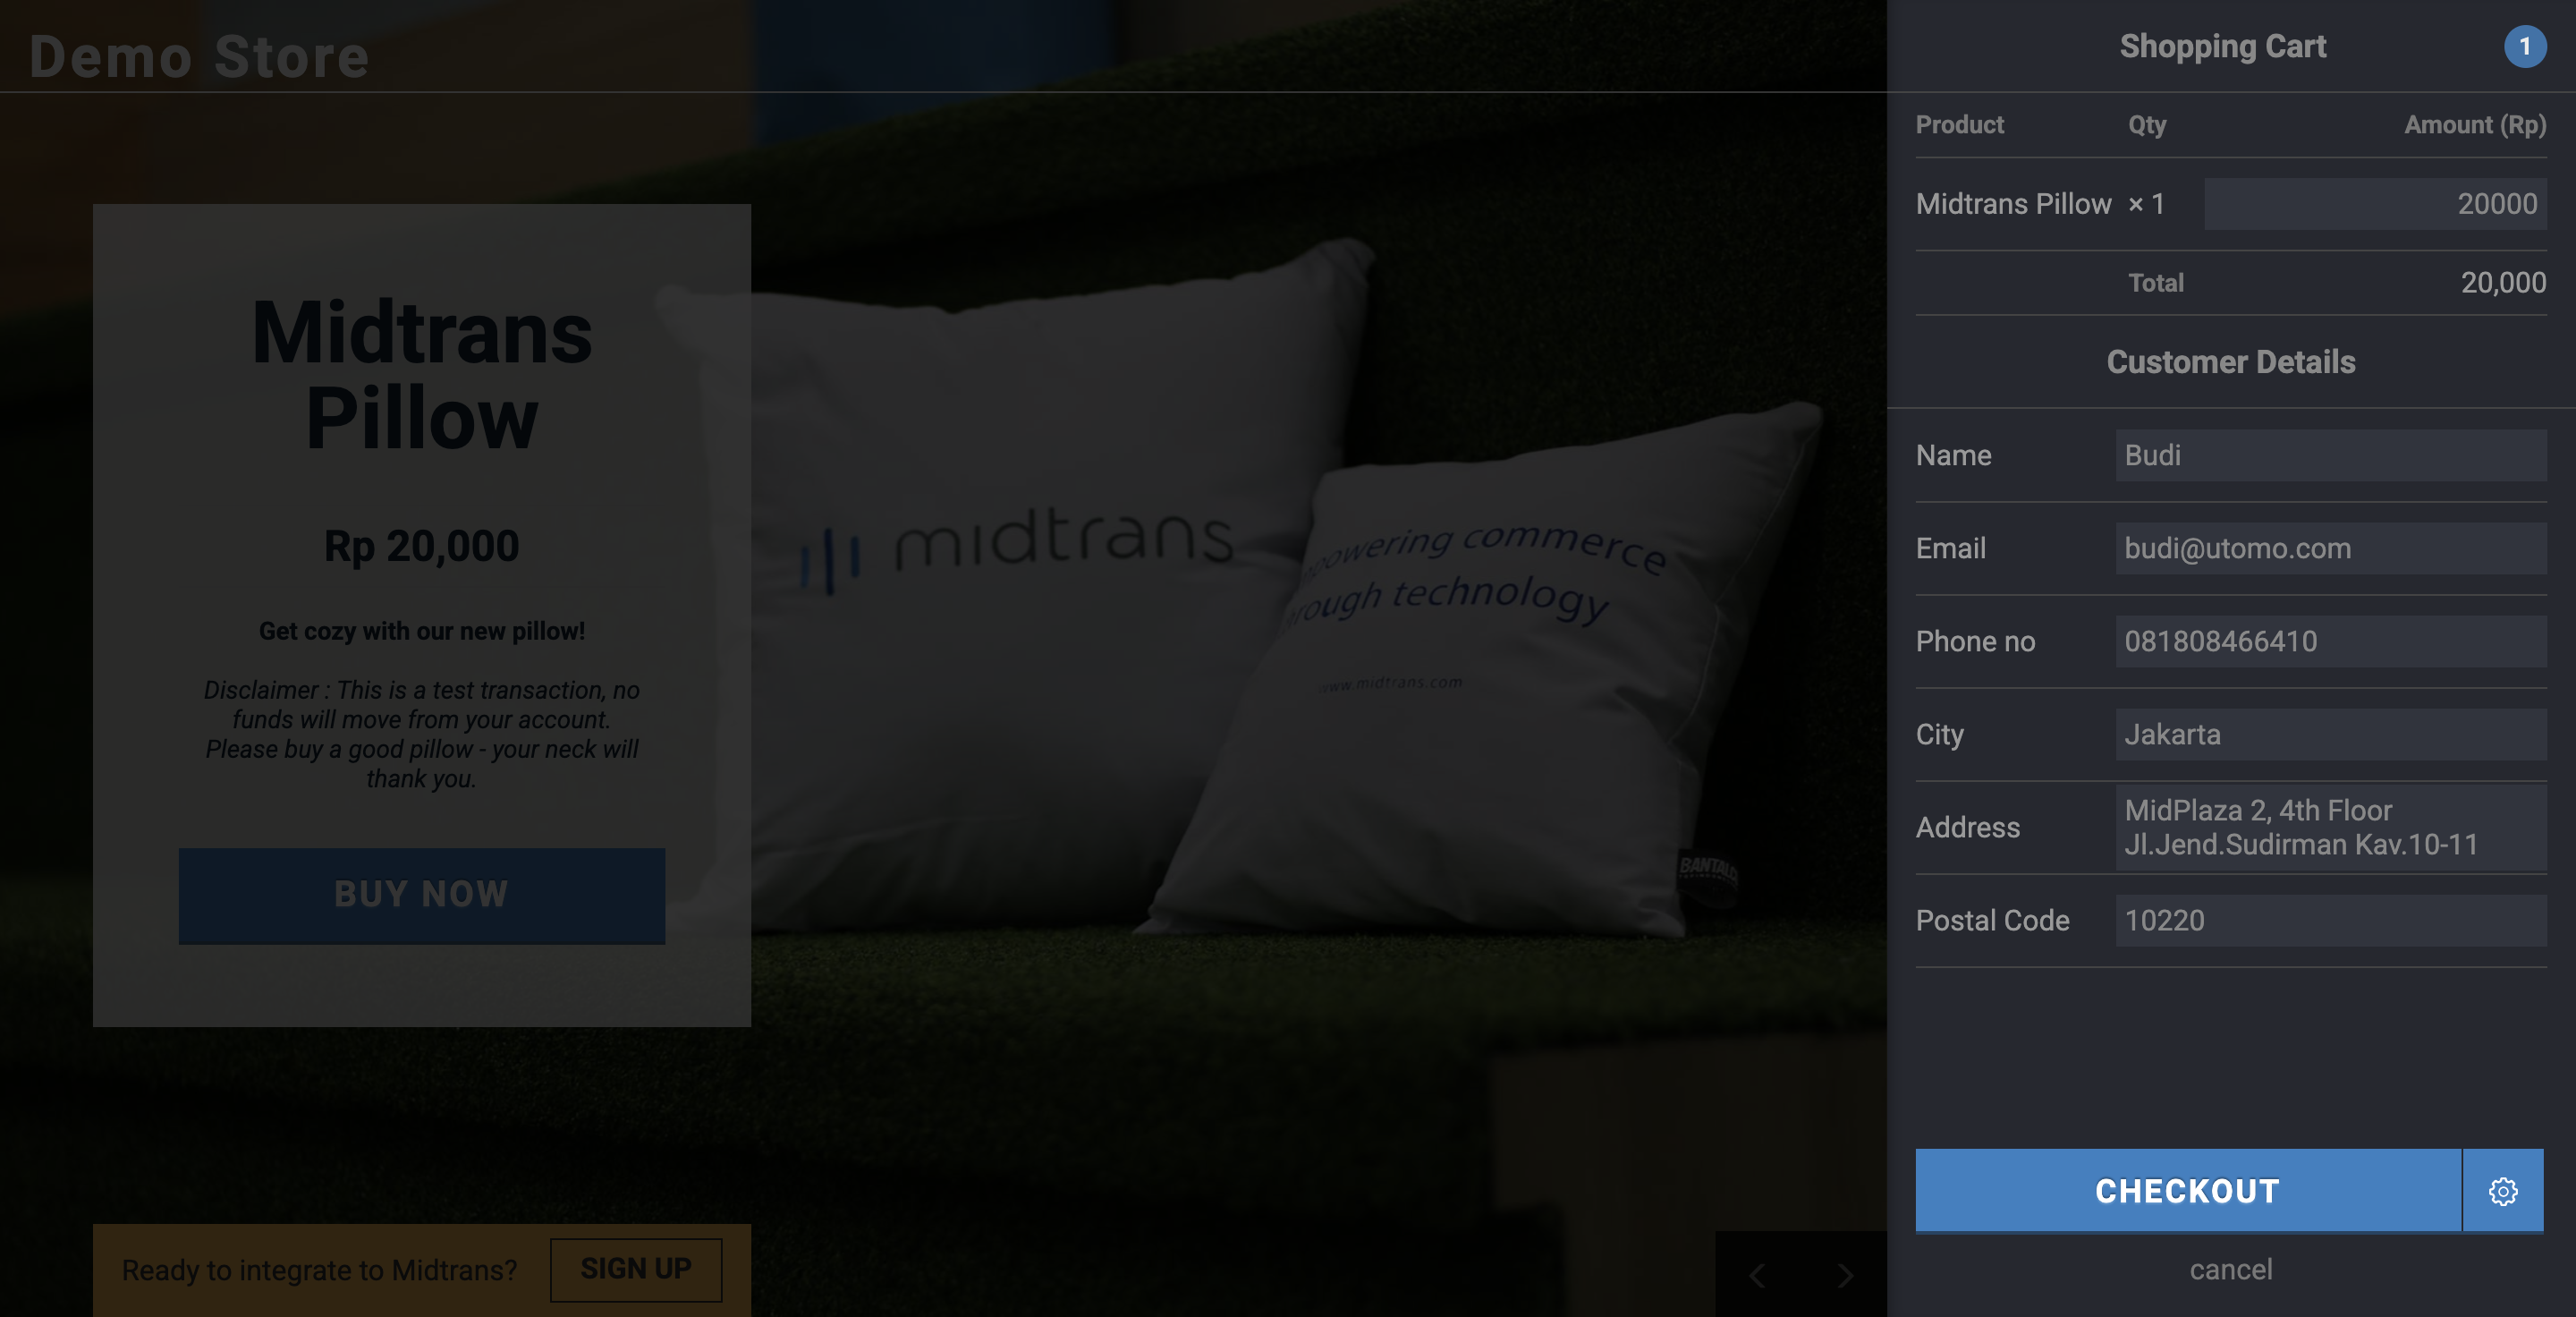 Demo Store
Midtrans
Pillow
Rp 20,000
Get cozy with our new pillow!
Disclaimer : This is a test transaction, no
funds will move from your account.
Please buy a good pillow - your neck will
thank you.
BUY NOW
Ready to integrate to Midtrans?
SIGN UP
midtrans
commerce
technology
www.midtrans.com
Shopping Cart 1
Product Qty Amount (Rp)
Midtrans Pillow × 1 20000
Total 20,000
Customer Details
Name Budi
Email budi@utomo.com
Phone no 081808466410
City Jakarta
Address MidPlaza 2, 4th Floor
Jl.Jend.Sudirman Kav.10-11
Postal Code 10220
CHECKOUT
cancel